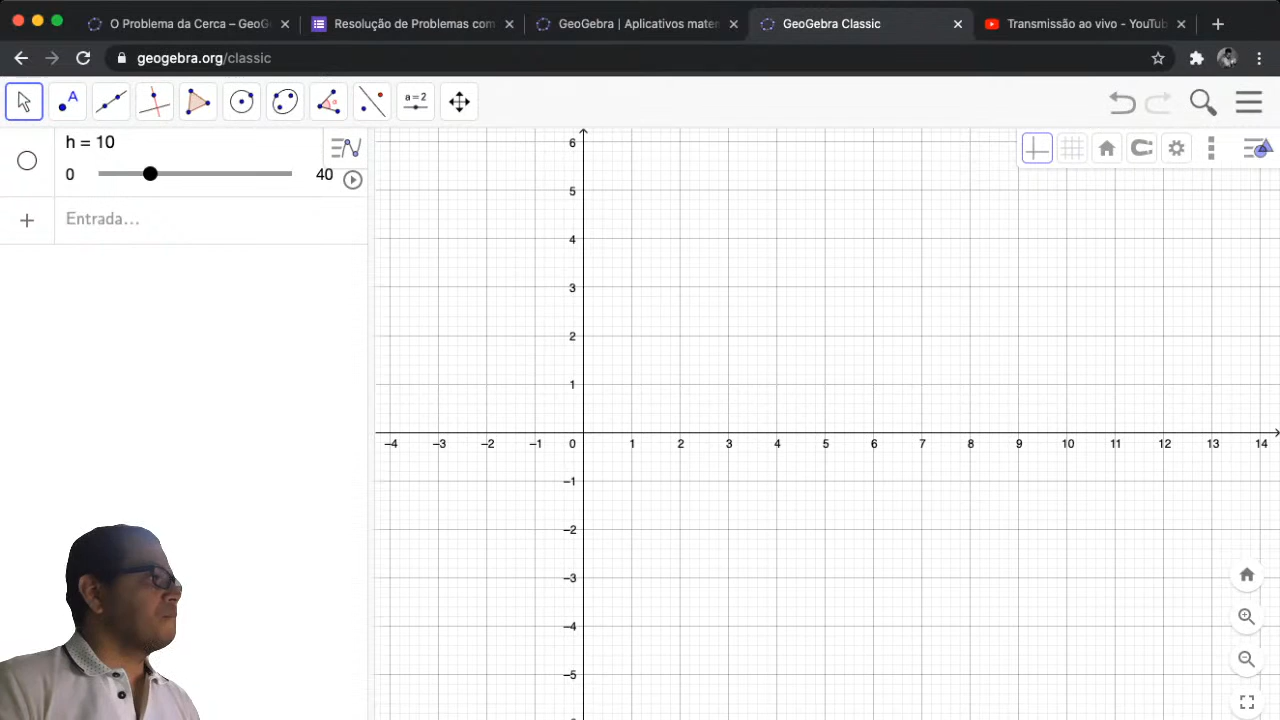 O Problema da Cerca – GeoG
Resolução de Problemas com
GeoGebra | Aplicativos mater
GeoGebra Classic
Transmissão ao vivo - YouTub
geogebra.org/classic
A
α
a=2
h = 10
0
40
Entrada...
6
5
4
3
2
1
–4 –3 –2 –1 0 1 2 3 4 5 6 7 8 9 10 11 12 13 14
–1
–2
–3
–4
–5